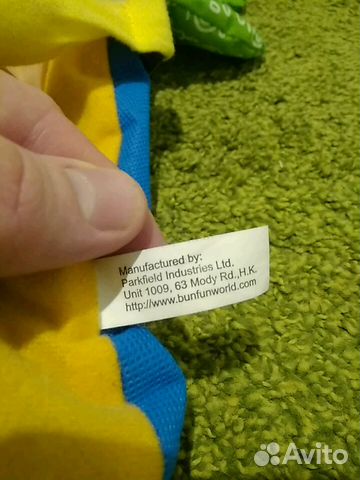 Manufactured by:
Parkfield Industries Ltd.
Unit 1009, 63 Mody Rd.,H.K.
http://www.bunfunworld.com
Avito